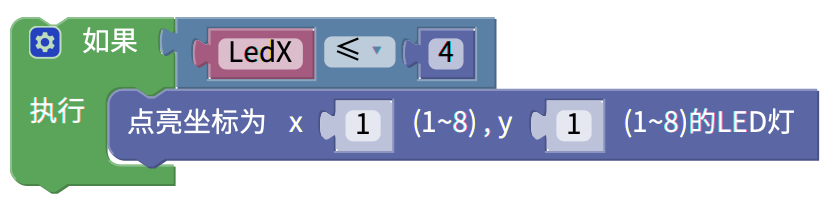 如果 LedX ≤ 4
执行 点亮坐标为 x 1 (1~8) , y 1 (1~8)的LED灯